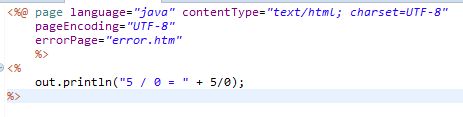 <%@ page language="java" contentType="text/html; charset=UTF-8"
pageEncoding="UTF-8"
errorPage="error.htm"
%>
<%
out.println("5 / 0 = " + 5/0);
%>